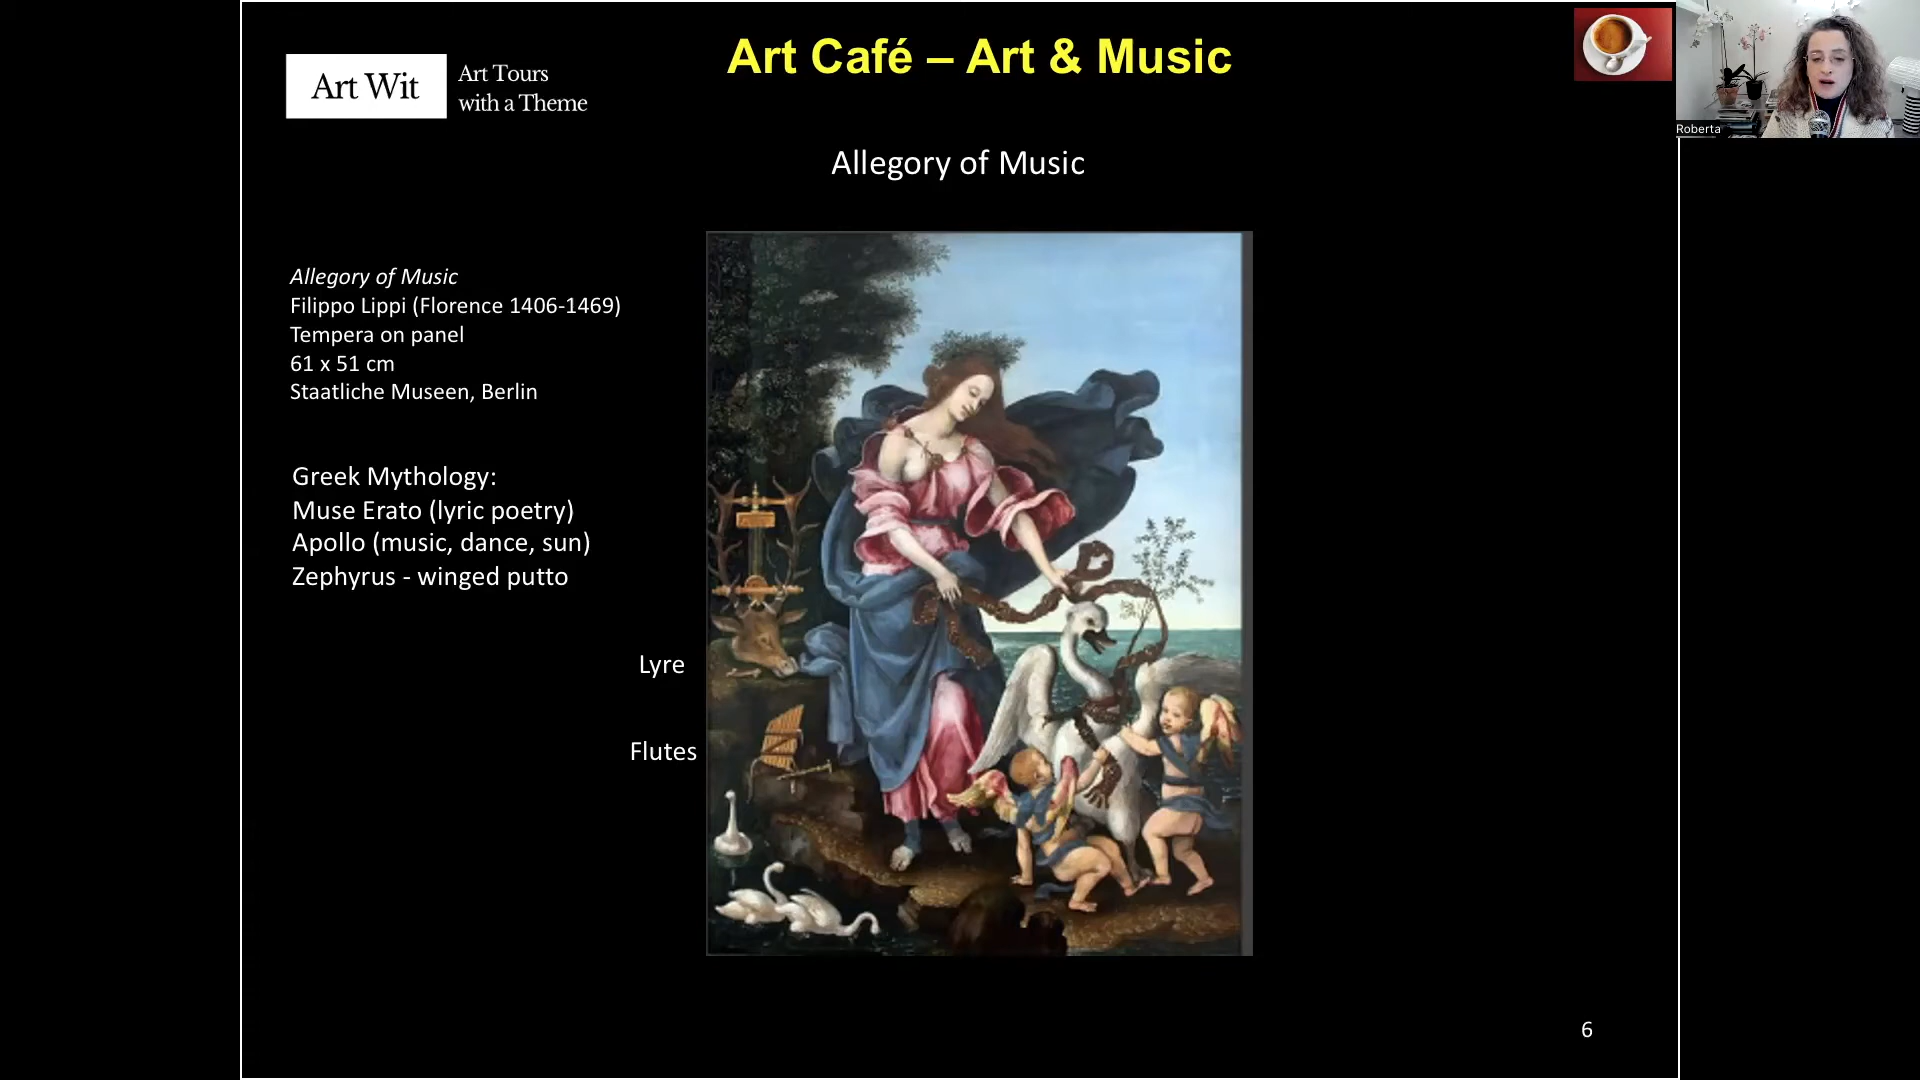 Art Café – Art & Music
Art Wit
Art Tours
with a Theme
Roberta
Allegory of Music
Allegory of Music
Filippo Lippi (Florence 1406-1469)
Tempera on panel
61 x 51 cm
Staatliche Museen, Berlin
Greek Mythology:
Muse Erato (lyric poetry)
Apollo (music, dance, sun)
Zephyrus - winged putto
Lyre
Flutes
6